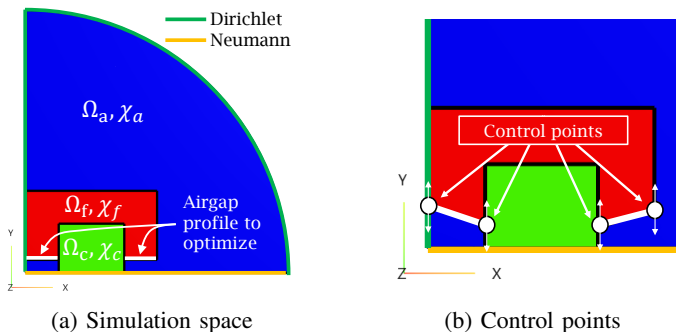 Dirichlet
Neumann
Ωa, χa
Ωf, χf
Ωc, χc
Airgap
profile to
optimize
Y
Z X
(a) Simulation space
Control points
Y
Z X
(b) Control points